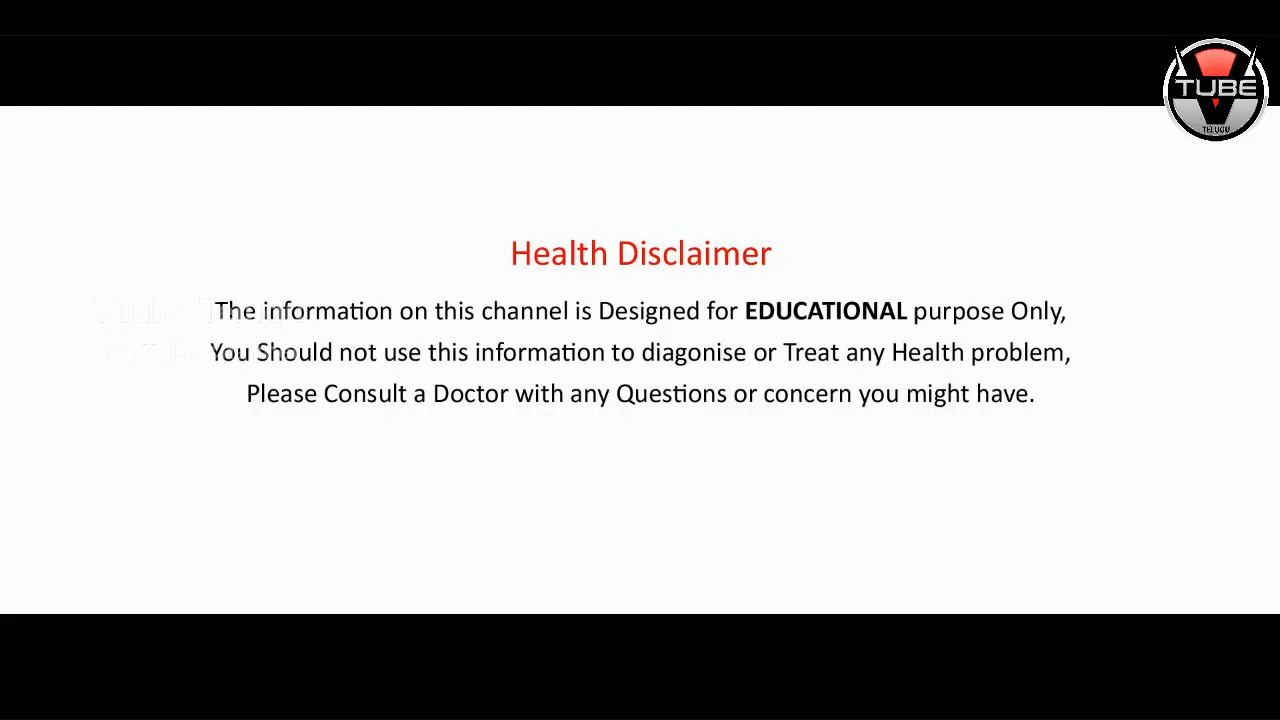 TUBE
TELUGU
Health Disclaimer
The information on this channel is Designed for EDUCATIONAL purpose Only,
You Should not use this information to diagonise or Treat any Health problem,
Please Consult a Doctor with any Questions or concern you might have.